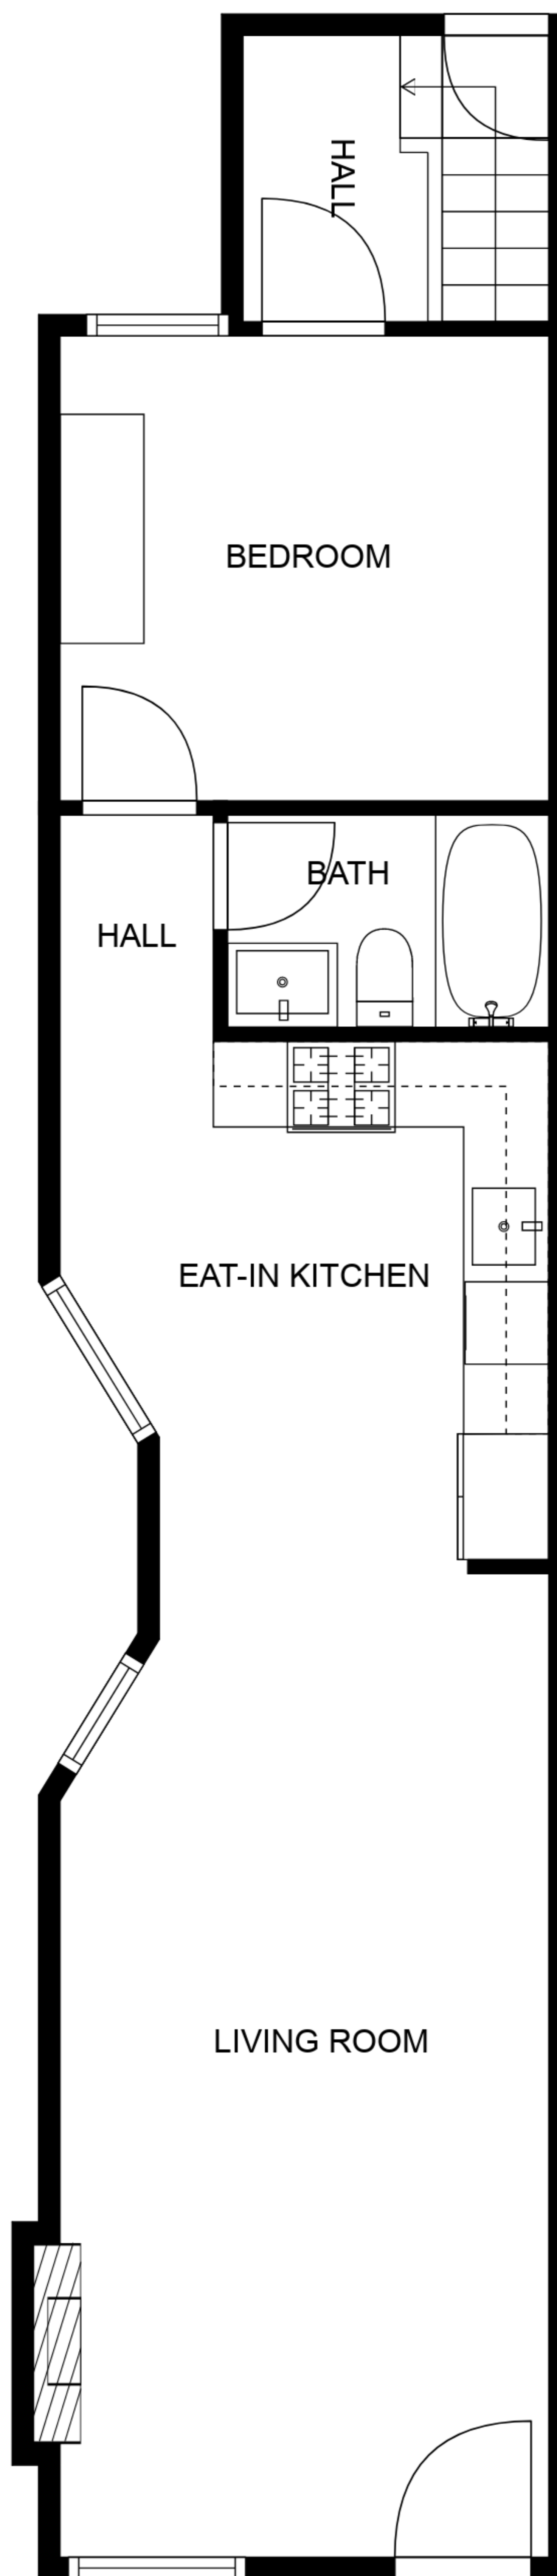 HALL
BEDROOM
BATH
HALL
EAT-IN KITCHEN
LIVING ROOM